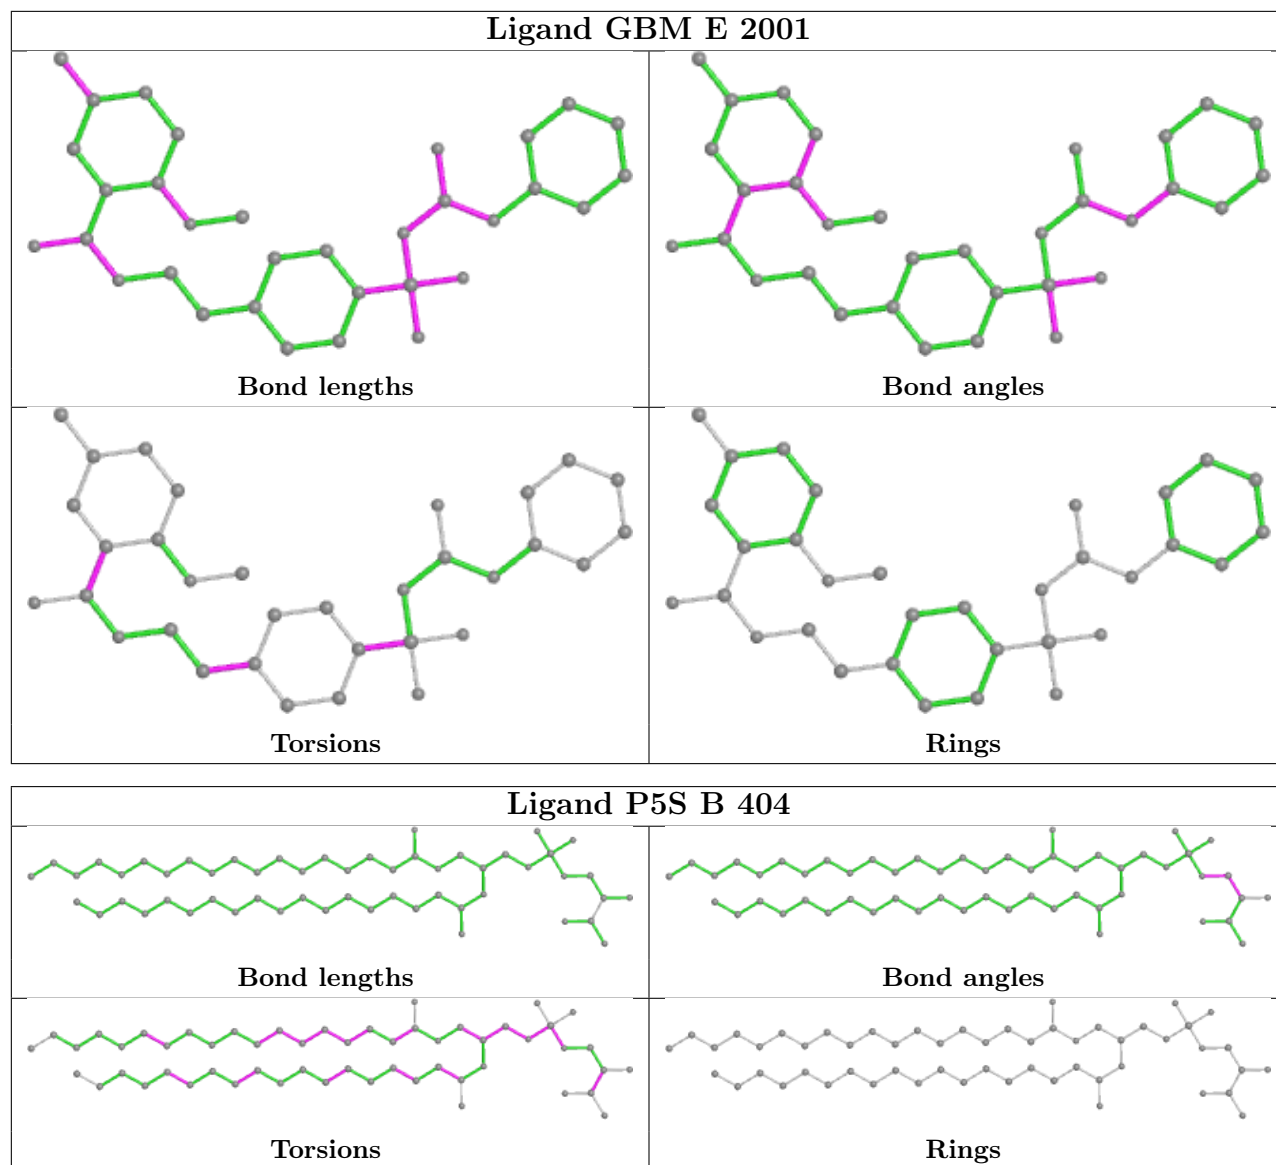 Ligand GBM E 2001
Bond lengths
Bond angles
Torsions
Rings
Ligand P5S B 404
Bond lengths
Bond angles
Torsions
Rings